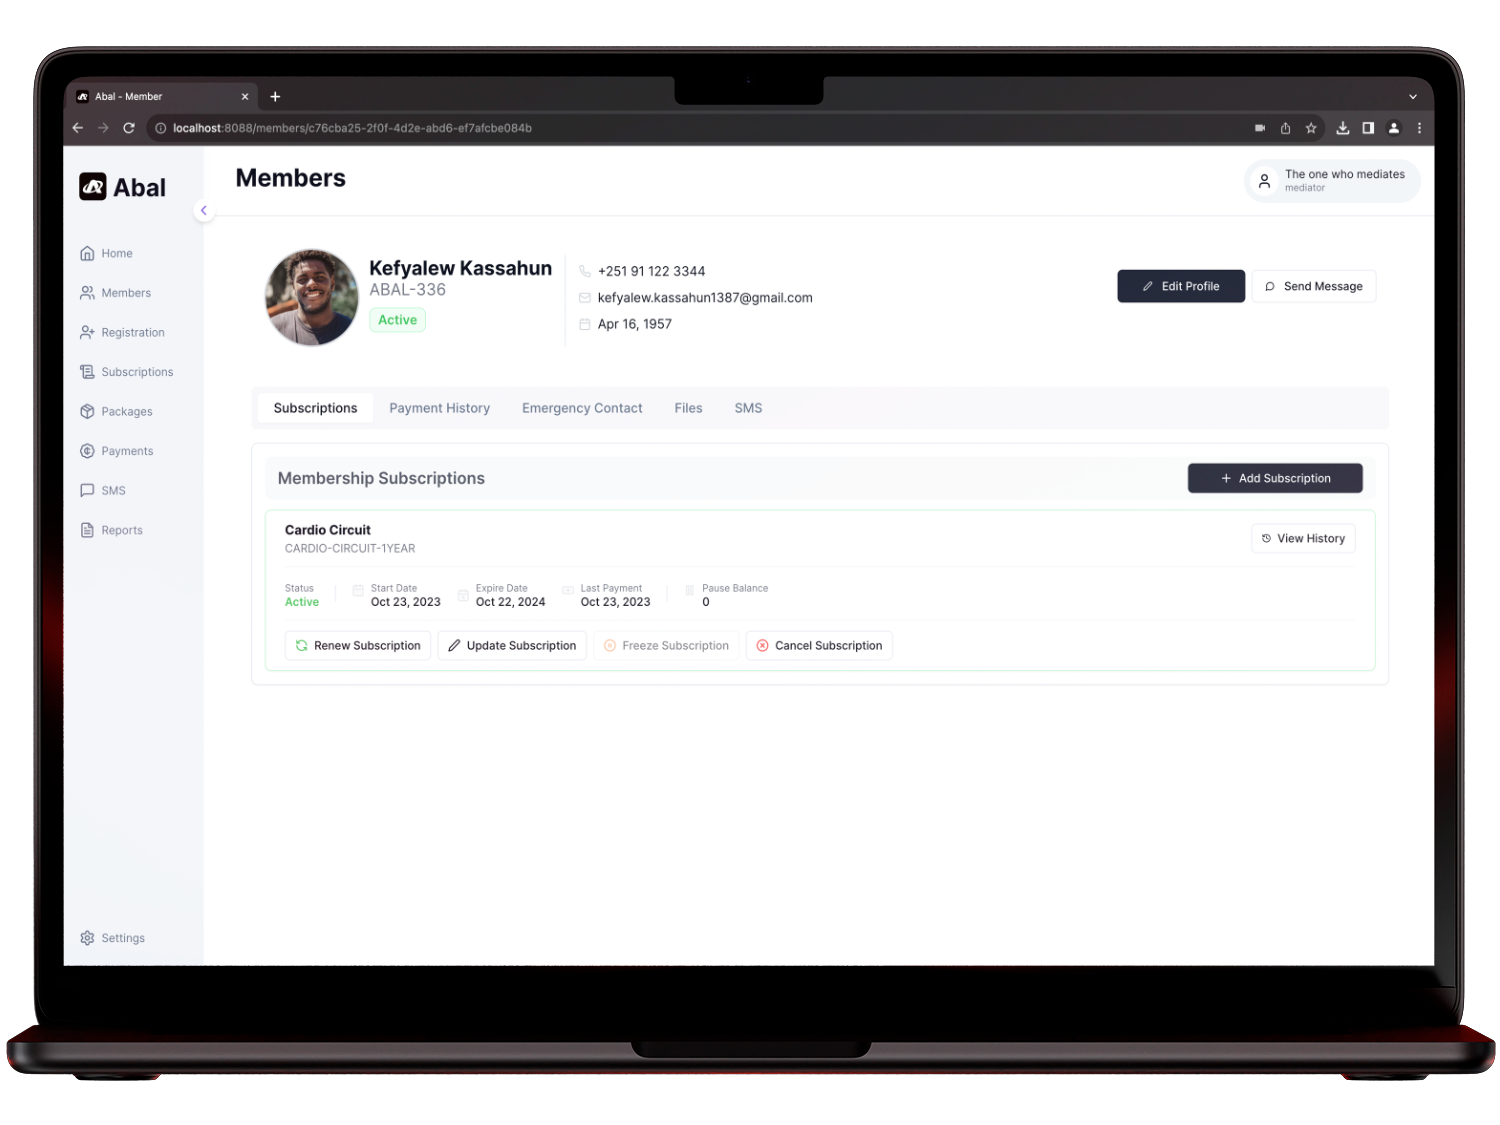 Abal - Member
localhost:8088/members/c76cba25-2f0f-4d2e-abd6-ef7afcbe084b
Abal
Members
The one who mediates
mediator
Home
Members
Registration
Subscriptions
Packages
Payments
SMS
Reports
Settings
Kefyalew Kassahun
ABAL-336
Active
+251 91 122 3344
kefyalew.kassahun1387@gmail.com
Apr 16, 1957
Edit Profile
Send Message
Subscriptions
Payment History
Emergency Contact
Files
SMS
Membership Subscriptions
+ Add Subscription
Cardio Circuit
CARDIO-CIRCUIT-1YEAR
View History
Status
Active
Start Date
Oct 23, 2023
Expire Date
Oct 22, 2024
Last Payment
Oct 23, 2023
Pause Balance
0
Renew Subscription
Update Subscription
Freeze Subscription
Cancel Subscription